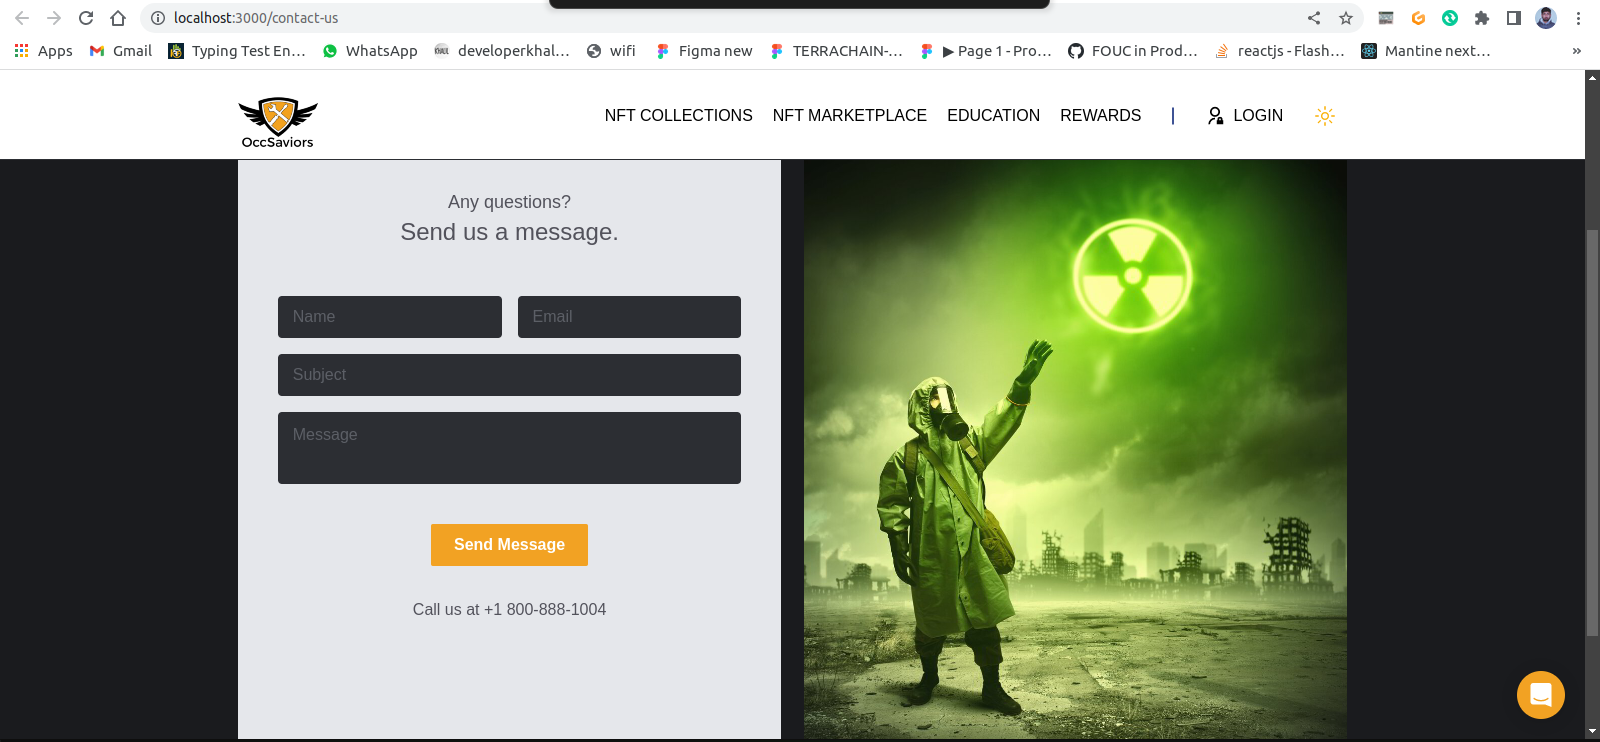 localhost:3000/contact-us
Apps Gmail Typing Test En... WhatsApp developerkhal... wifi Figma new TERRACHAIN-... ▶ Page 1 - Pro... FOUC in Prod... reactjs - Flash... Mantine next... »
OccSaviors
NFT COLLECTIONS NFT MARKETPLACE EDUCATION REWARDS | LOGIN
Any questions?
Send us a message.
Name Email
Subject
Message
Send Message
Call us at +1 800-888-1004